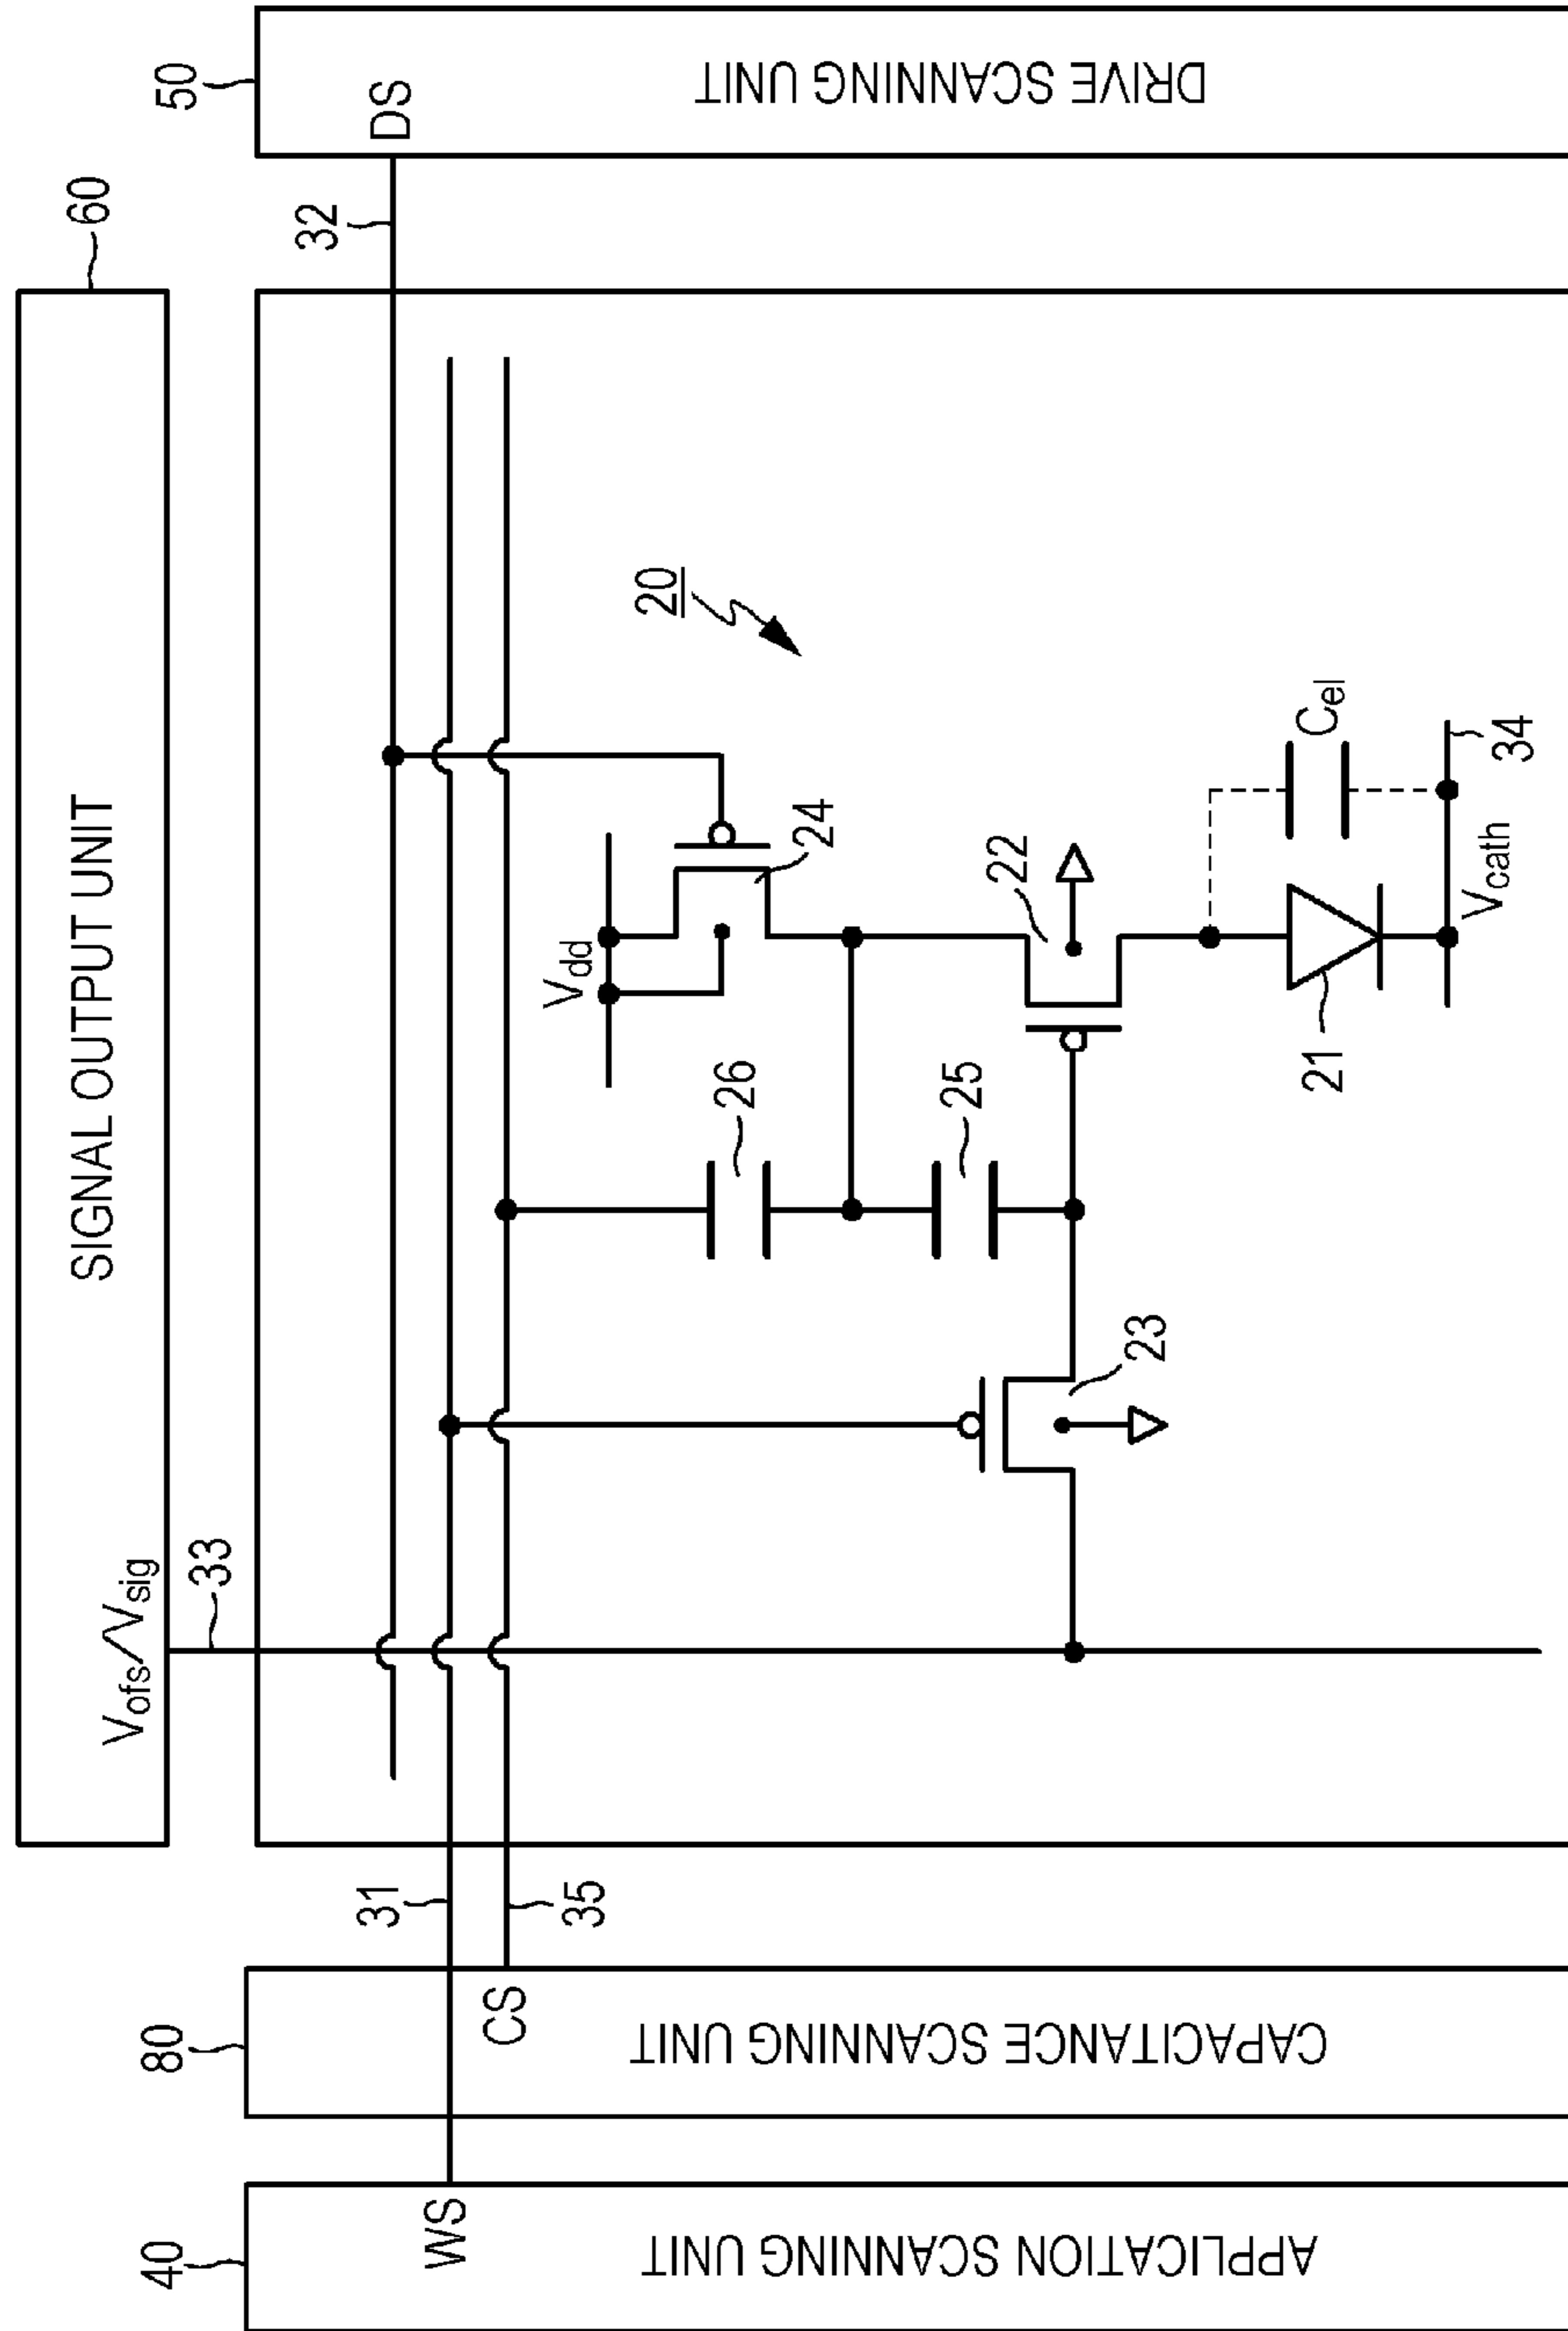 60
SIGNAL OUTPUT UNIT
Vofs/Vsig
33
50
DS
DRIVE SCANNING UNIT
32
31
35
80
CS
CAPACITANCE SCANNING UNIT
40
WS
APPLICATION SCANNING UNIT
20
Vdd
24
26
25
22
23
21
Cel
34
Vcath